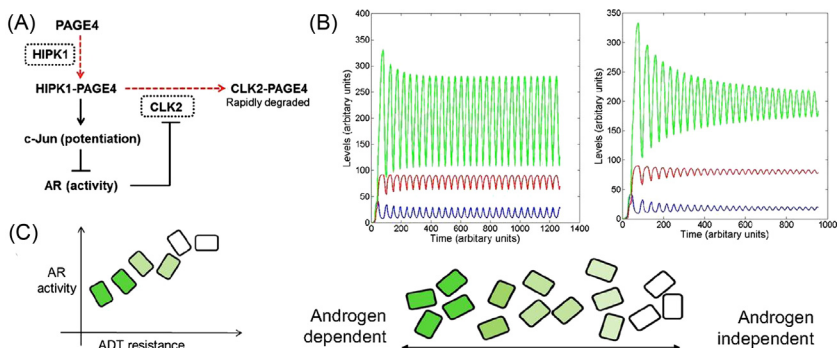 (A)
PAGE4
HIPK1
HIPK1-PAGE4
CLK2-PAGE4
Rapidly degraded
CLK2
c-Jun (potentiation)
AR (activity)
(B)
Levels (arbitary units)
400
350
300
250
200
150
100
50
0
0 200 400 600 800 1000 1200 1400
Time (arbitary units)
Levels (arbitary units)
350
300
250
200
150
100
50
0
0 200 400 600 800 1000
Time (arbitary units)
(C)
AR
activity
ADT resistance
Androgen
dependent
Androgen
independent